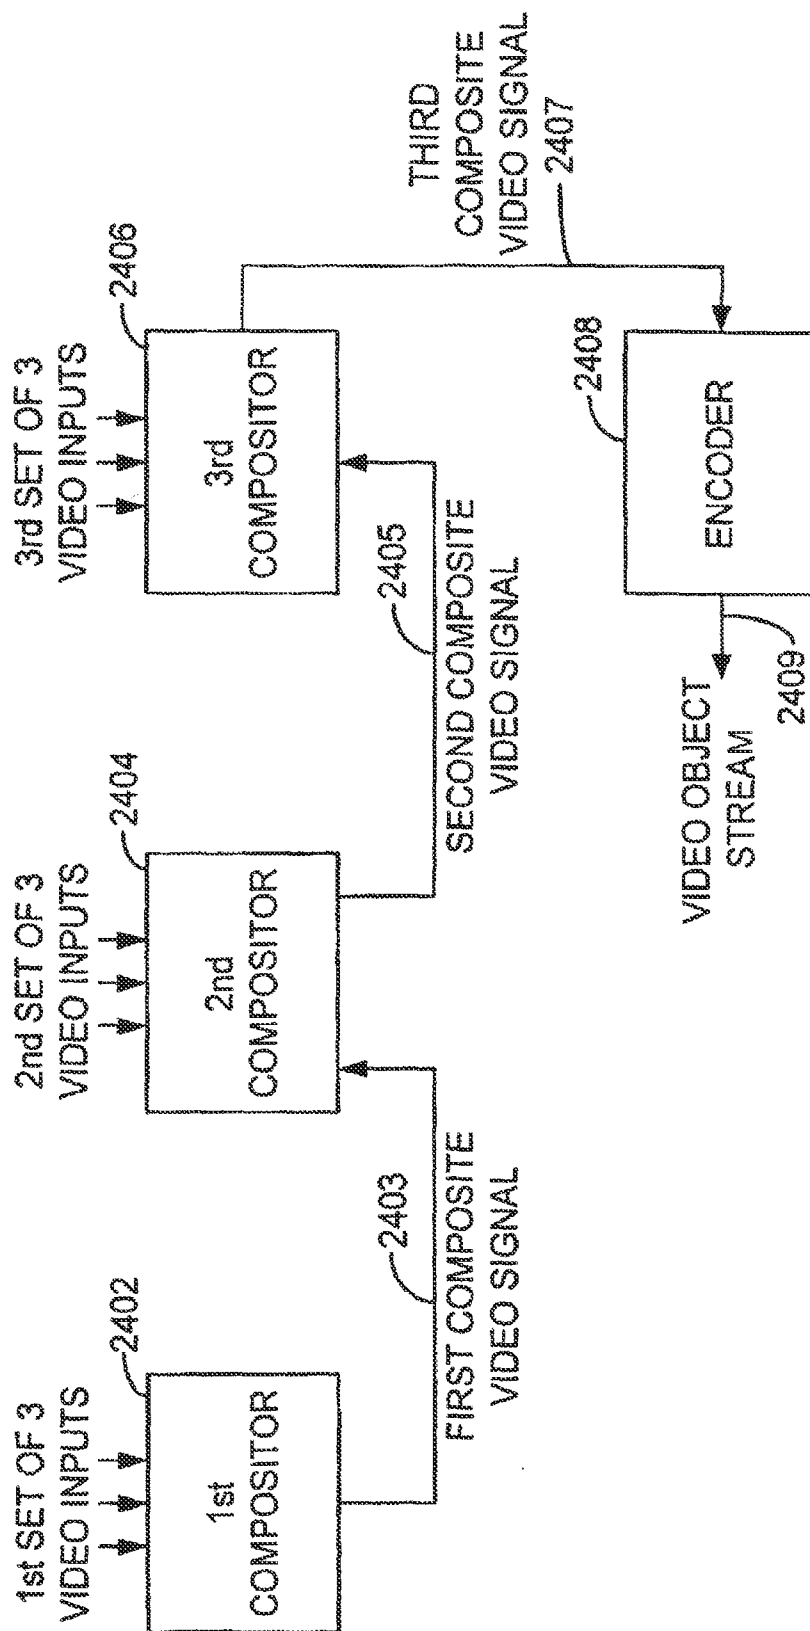 1st SET OF 3
VIDEO INPUTS
2402
1st
COMPOSITOR
2403
FIRST COMPOSITE
VIDEO SIGNAL
2nd SET OF 3
VIDEO INPUTS
2404
2nd
COMPOSITOR
2405
SECOND COMPOSITE
VIDEO SIGNAL
3rd SET OF 3
VIDEO INPUTS
2406
3rd
COMPOSITOR
THIRD
COMPOSITE
VIDEO SIGNAL
2407
2408
ENCODER
2409
VIDEO OBJECT
STREAM